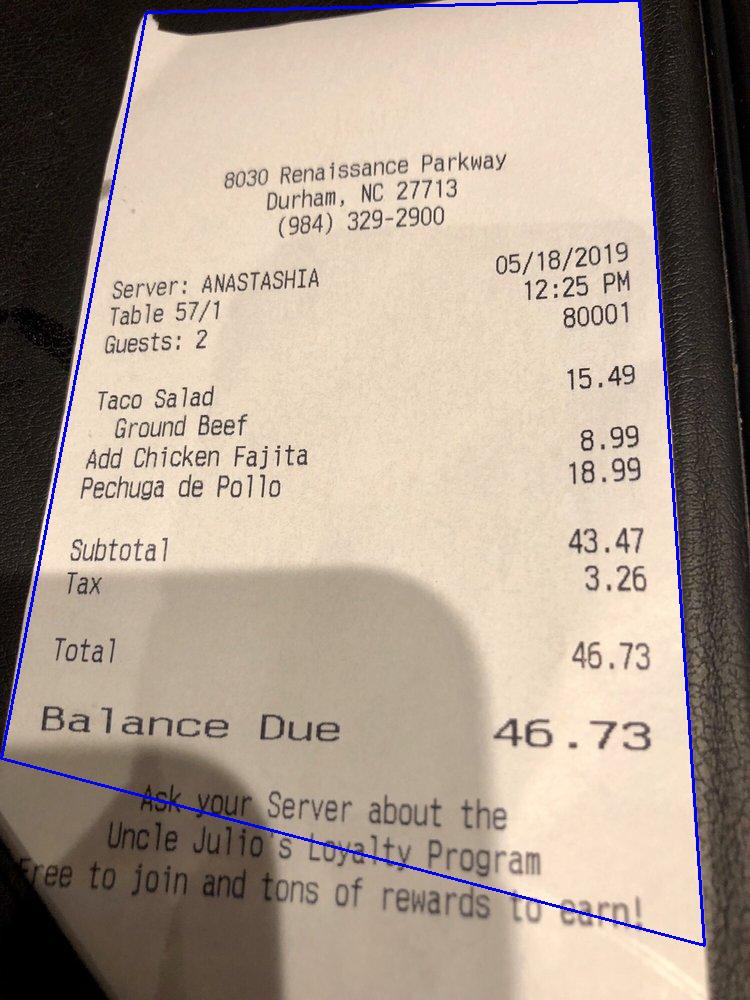 8030 Renaissance Parkway
Durham, NC 27713
(984) 329-2900
Server: ANASTASHIA 05/18/2019
Table 57/1 12:25 PM
Guests: 2 80001
Taco Salad 15.49
Ground Beef
Add Chicken Fajita 8.99
Pechuga de Pollo 18.99
Subtotal 43.47
Tax 3.26
Total 46.73
Balance Due 46.73
Ask your Server about the
Uncle Julio's Loyalty Program
Free to join and tons of rewards to earn!